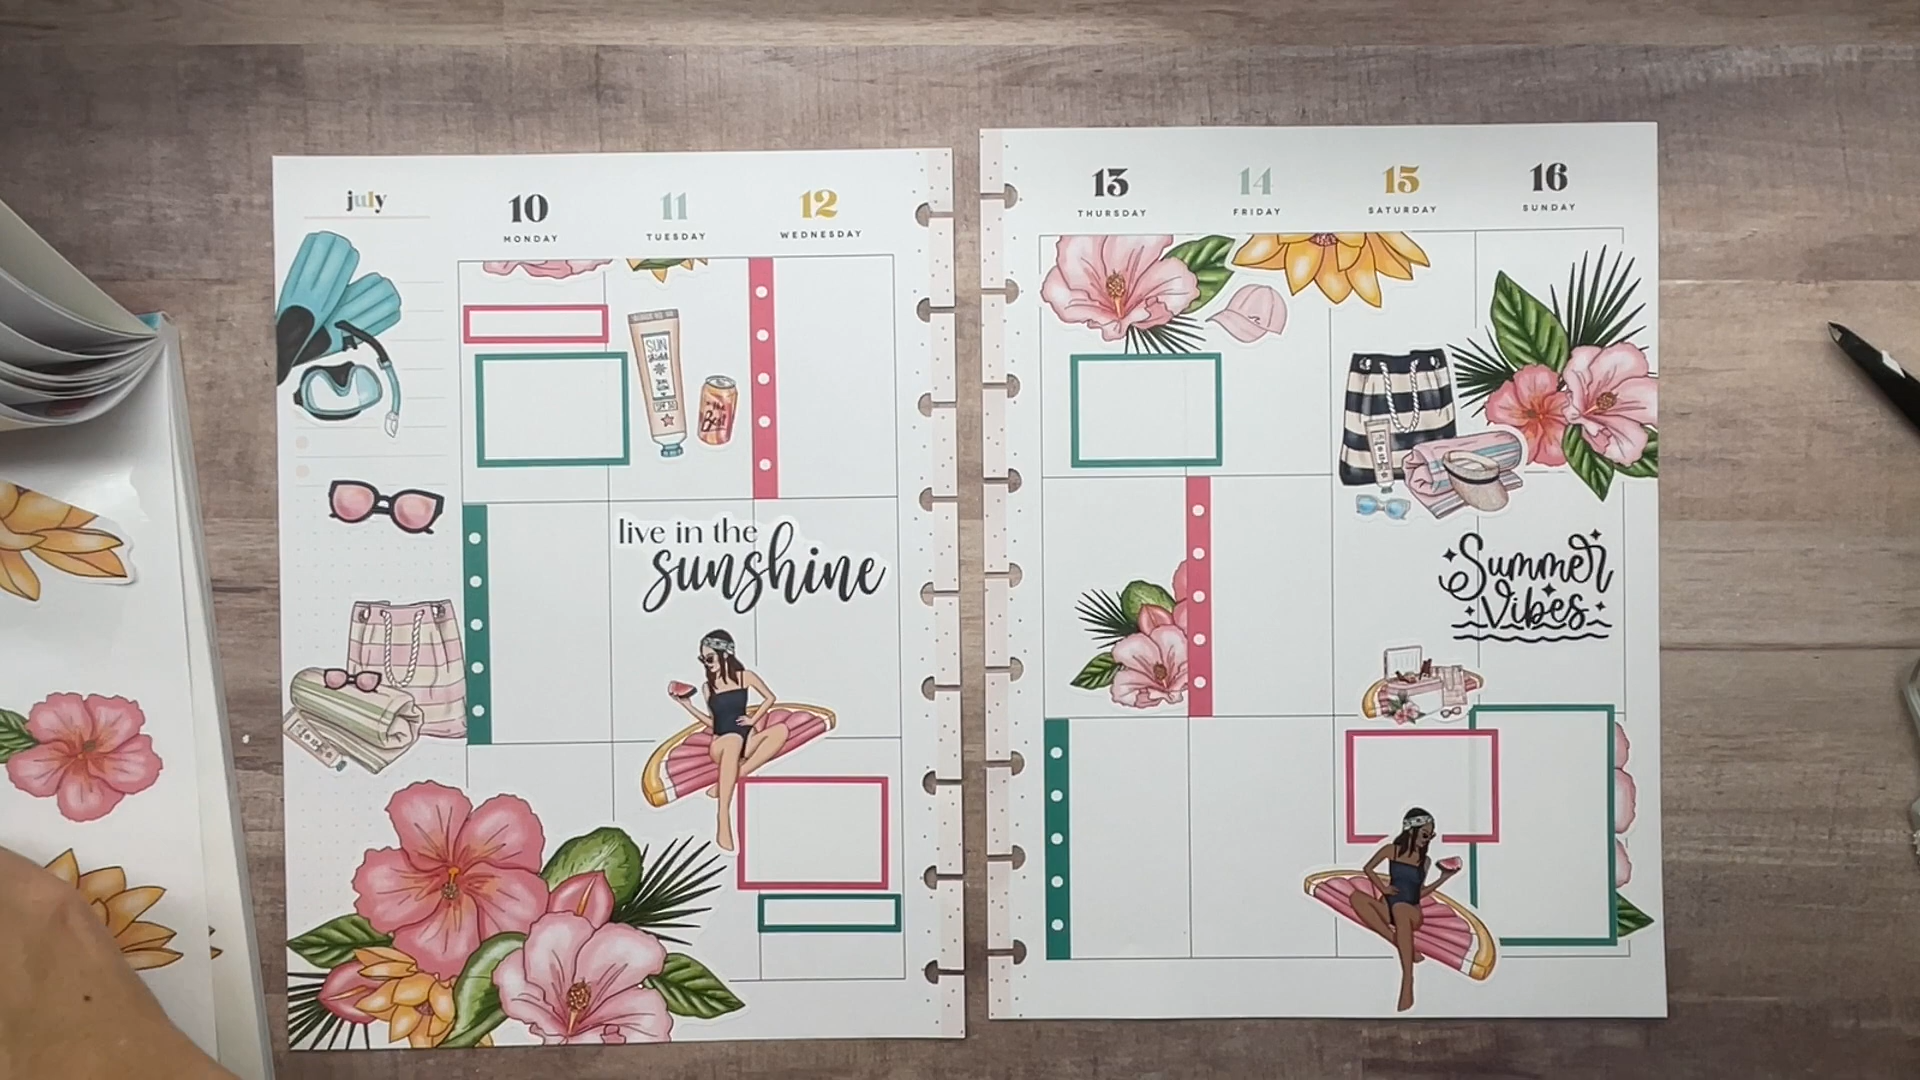 july
10
MONDAY
11
TUESDAY
12
WEDNESDAY
13
THURSDAY
14
FRIDAY
15
SATURDAY
16
SUNDAY
SUN
live in the
sunshine
Summer
Vibes